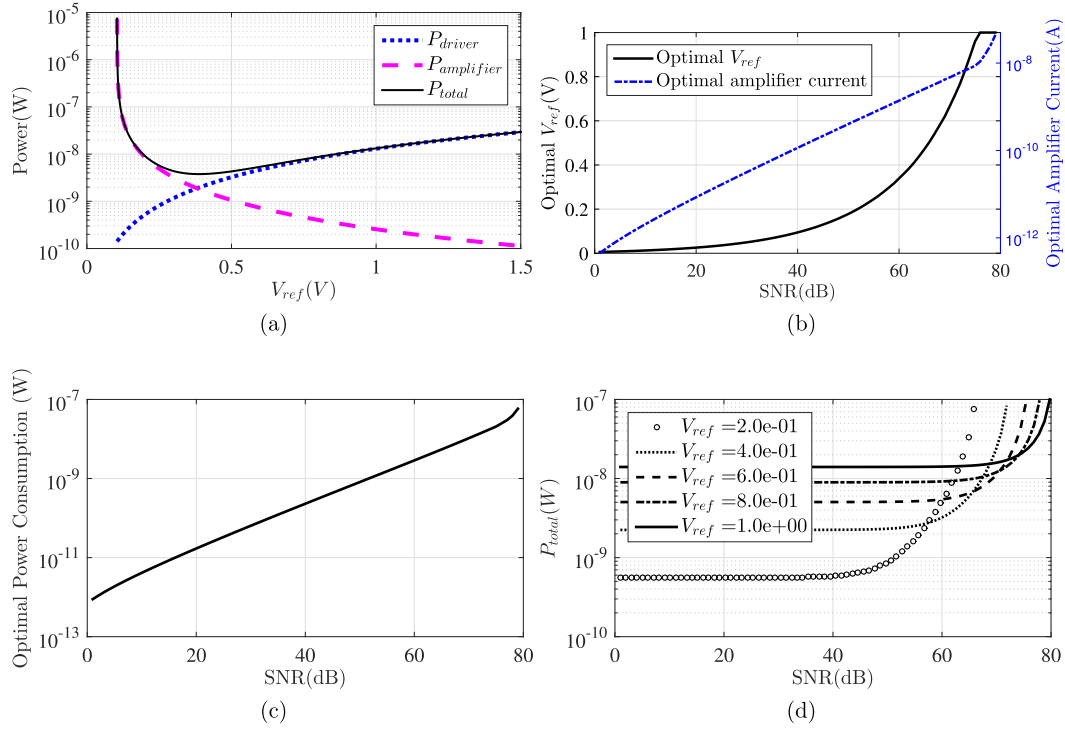 Power(W)
10-5
10-6
10-7
10-8
10-9
10-10
P_driver
P_amplifier
P_total
0 0.5 1 1.5
V_ref(V)
(a)
Optimal V_ref(V)
1
0.8
0.6
0.4
0.2
0
Optimal V_ref
Optimal amplifier current
10-8
10-10
10-12
Optimal Amplifier Current(A)
0 20 40 60 80
SNR(dB)
(b)
Optimal Power Consumption (W)
10-7
10-9
10-11
10-13
0 20 40 60 80
SNR(dB)
(c)
P_total(W)
10-7
10-8
10-9
10-10
V_ref =2.0e-01
V_ref =4.0e-01
V_ref =6.0e-01
V_ref =8.0e-01
V_ref =1.0e+00
0 20 40 60 80
SNR(dB)
(d)